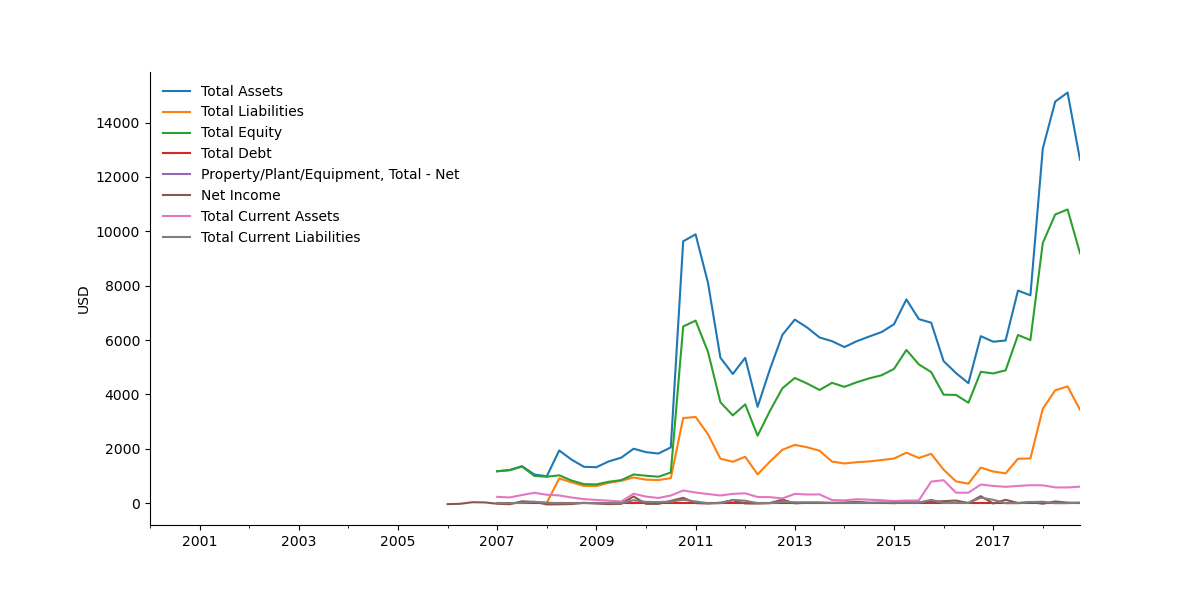 Total Assets
Total Liabilities
Total Equity
Total Debt
Property/Plant/Equipment, Total - Net
Net Income
Total Current Assets
Total Current Liabilities
USD
14000
12000
10000
8000
6000
4000
2000
0
2001 2003 2005 2007 2009 2011 2013 2015 2017